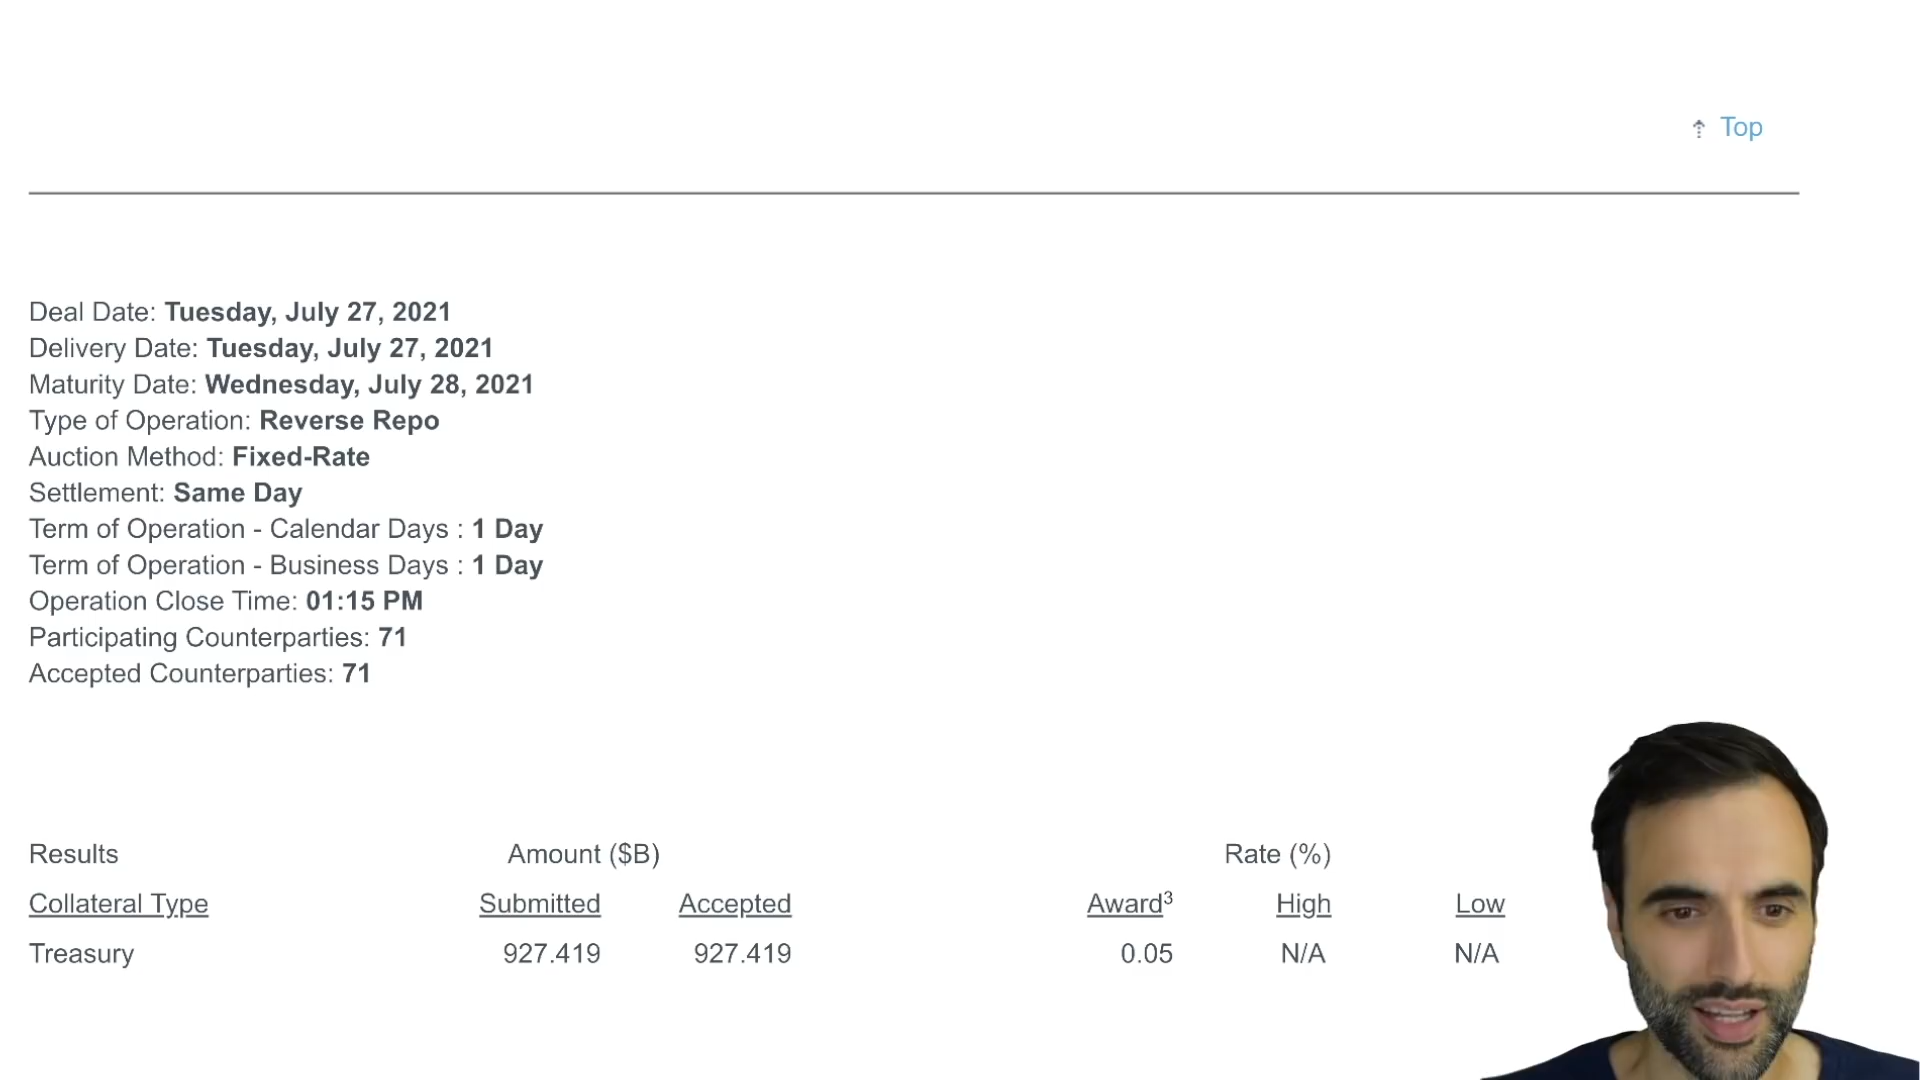 Top
Deal Date: Tuesday, July 27, 2021
Delivery Date: Tuesday, July 27, 2021
Maturity Date: Wednesday, July 28, 2021
Type of Operation: Reverse Repo
Auction Method: Fixed-Rate
Settlement: Same Day
Term of Operation - Calendar Days : 1 Day
Term of Operation - Business Days : 1 Day
Operation Close Time: 01:15 PM
Participating Counterparties: 71
Accepted Counterparties: 71
Results Amount ($B) Rate (%)
Collateral Type Submitted Accepted Award³ High Low
Treasury 927.419 927.419 0.05 N/A N/A